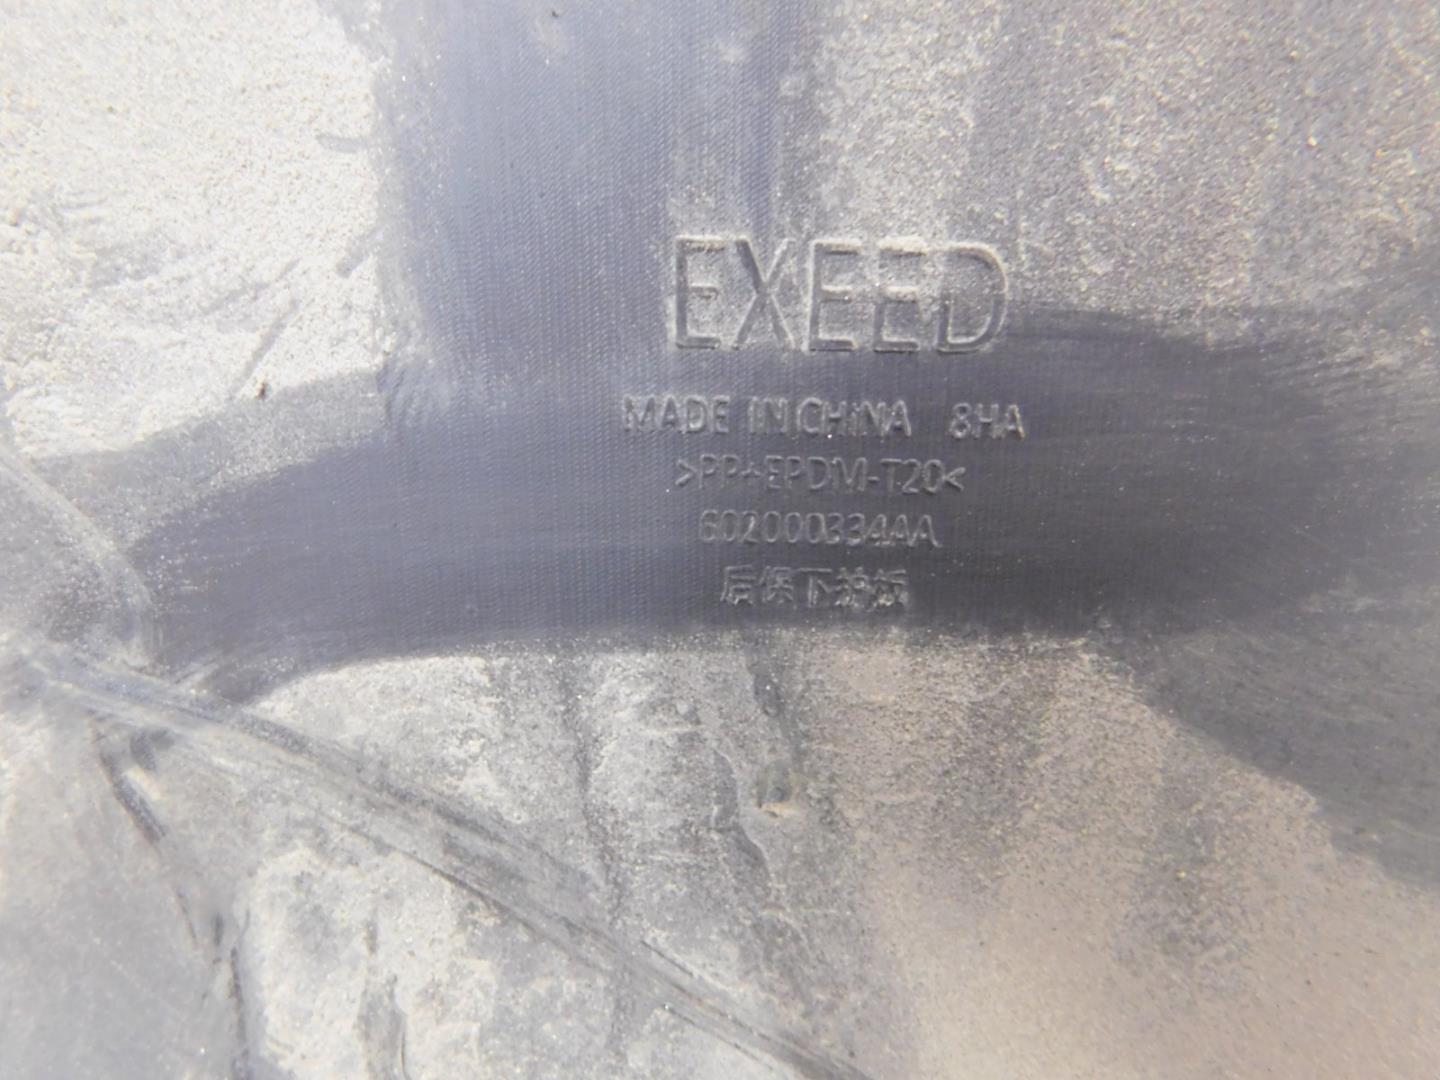 EXEED
MADE IN CHINA 8HA
>PP+EPDM-T20<
602000334AA
后保下护板